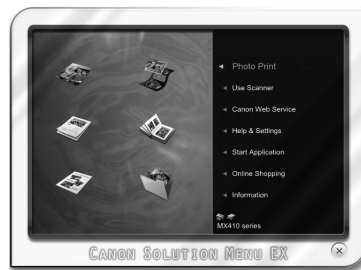 Photo Print
Use Scanner
Canon Web Service
Help & Settings
Start Application
Online Shopping
Information
MX410 series
CANON SOLUTION MENU EX